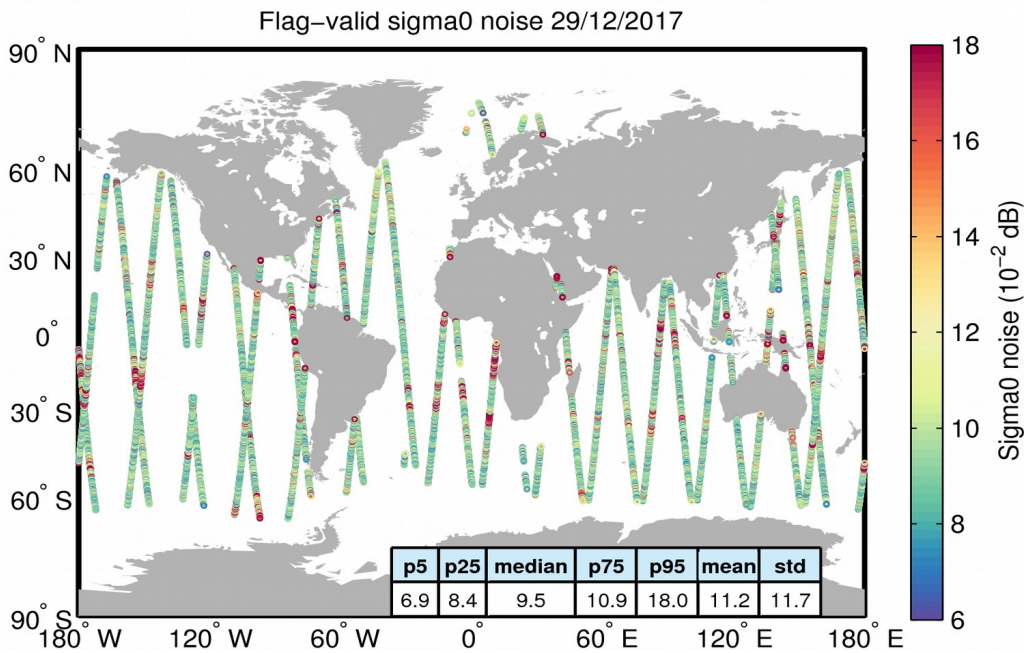 Flag−valid sigma0 noise 29/12/2017
90° N
60° N
30° N
0°
30° S
60° S
90° S
180° W 120° W 60° W 0° 60° E 120° E 180° E
p5 p25 median p75 p95 mean std
6.9 8.4 9.5 10.9 18.0 11.2 11.7
18
16
14
12
10
8
6
Sigma0 noise (10⁻² dB)